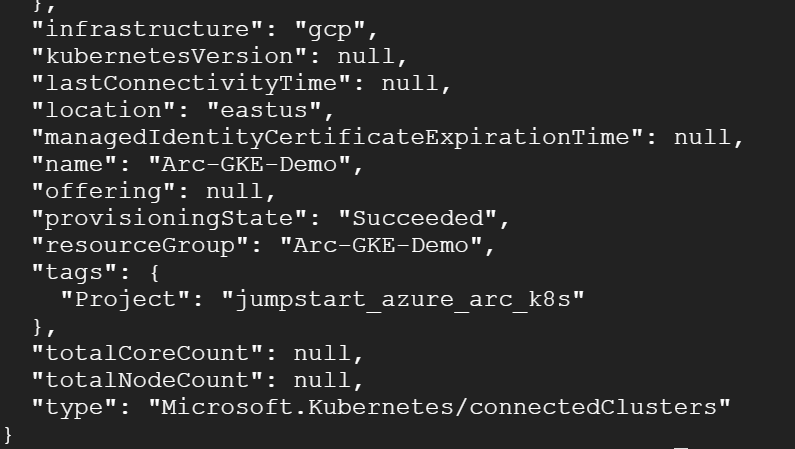 },
"infrastructure": "gcp",
"kubernetesVersion": null,
"lastConnectivityTime": null,
"location": "eastus",
"managedIdentityCertificateExpirationTime": null,
"name": "Arc-GKE-Demo",
"offering": null,
"provisioningState": "Succeeded",
"resourceGroup": "Arc-GKE-Demo",
"tags": {
"Project": "jumpstart_azure_arc_k8s"
},
"totalCoreCount": null,
"totalNodeCount": null,
"type": "Microsoft.Kubernetes/connectedClusters"
}